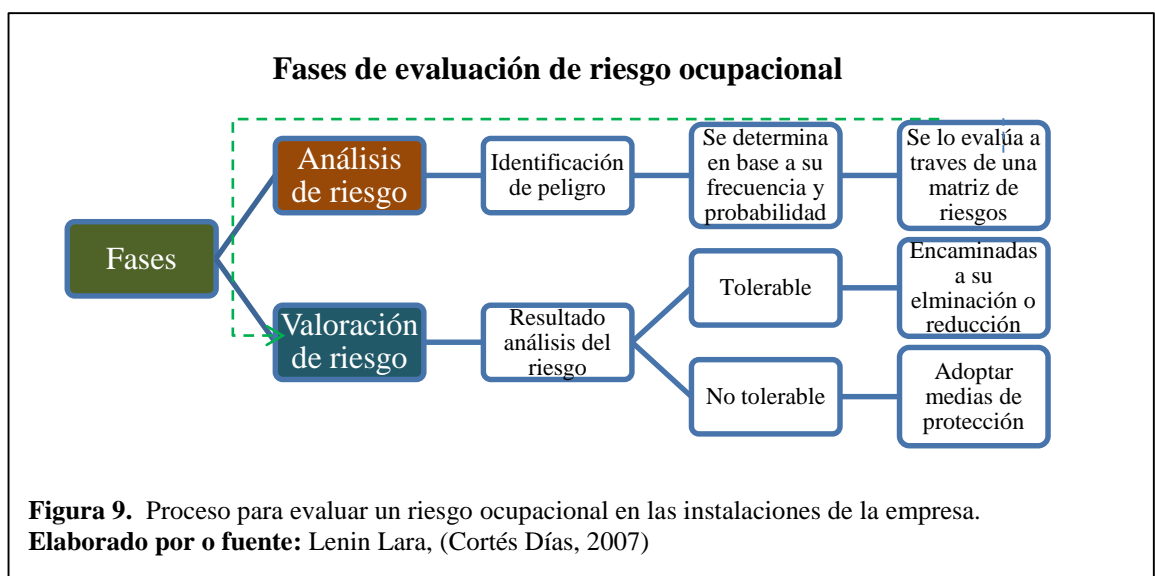 Fases de evaluación de riesgo ocupacional
Fases
Análisis
de riesgo
Identificación
de peligro
Se determina
en base a su
frecuencia y
probabilidad
Se lo evalúa a
traves de una
matriz de
riesgos
Valoración
de riesgo
Resultado
análisis del
riesgo
Tolerable
Encaminadas
a su
elminación o
reducción
No tolerable
Adoptar
medias de
protección
Figura 9. Proceso para evaluar un riesgo ocupacional en las instalaciones de la empresa.
Elaborado por o fuente: Lenin Lara, (Cortés Días, 2007)